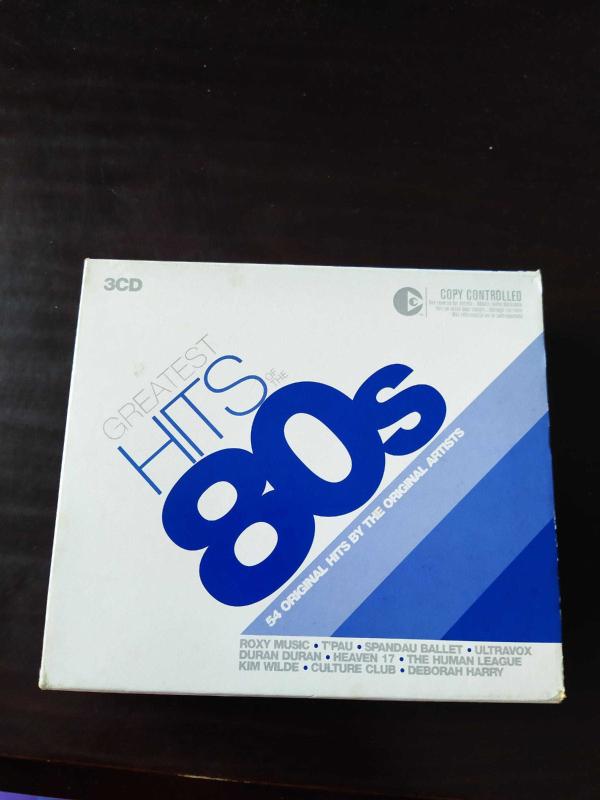 3CD
COPY CONTROLLED
GREATEST
HITS
OF THE
80s
54 ORIGINAL HITS BY THE ORIGINAL ARTISTS
ROXY MUSIC • T'PAU • SPANDAU BALLET • ULTRAVOX
DURAN DURAN • HEAVEN 17 • THE HUMAN LEAGUE
KIM WILDE • CULTURE CLUB • DEBORAH HARRY